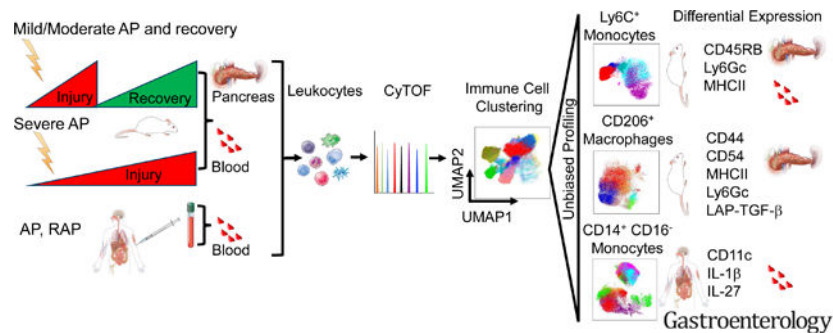 Mild/Moderate AP and recovery
Injury
Recovery
Pancreas
Severe AP
Injury
Blood
AP, RAP
Blood
Leukocytes
CyTOF
Immune Cell
Clustering
UMAP2
UMAP1
Unbiased Profiling
Ly6C⁺
Monocytes
Differential Expression
CD45RB
Ly6Gc
MHCII
CD206⁺
Macrophages
CD44
CD54
MHCII
Ly6Gc
LAP-TGF-β
CD14⁺ CD16⁻
Monocytes
CD11c
IL-1β
IL-27
Gastroenterology